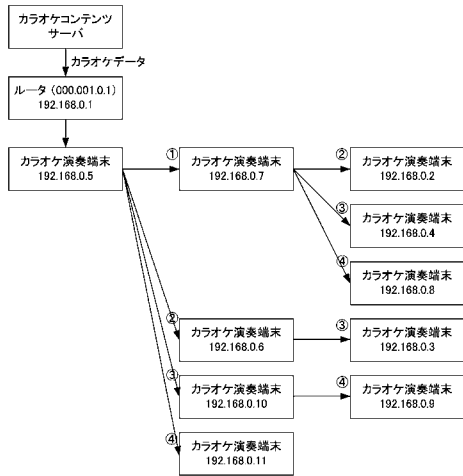 カラオケコンテンツ
サーバ
カラオケデータ
ルータ (000.001.0.1)
192.168.0.1
カラオケ演奏端末
192.168.0.5
①
カラオケ演奏端末
192.168.0.7
②
カラオケ演奏端末
192.168.0.2
③
カラオケ演奏端末
192.168.0.4
④
カラオケ演奏端末
192.168.0.8
②
カラオケ演奏端末
192.168.0.6
③
カラオケ演奏端末
192.168.0.3
③
カラオケ演奏端末
192.168.0.10
④
カラオケ演奏端末
192.168.0.9
④
カラオケ演奏端末
192.168.0.11